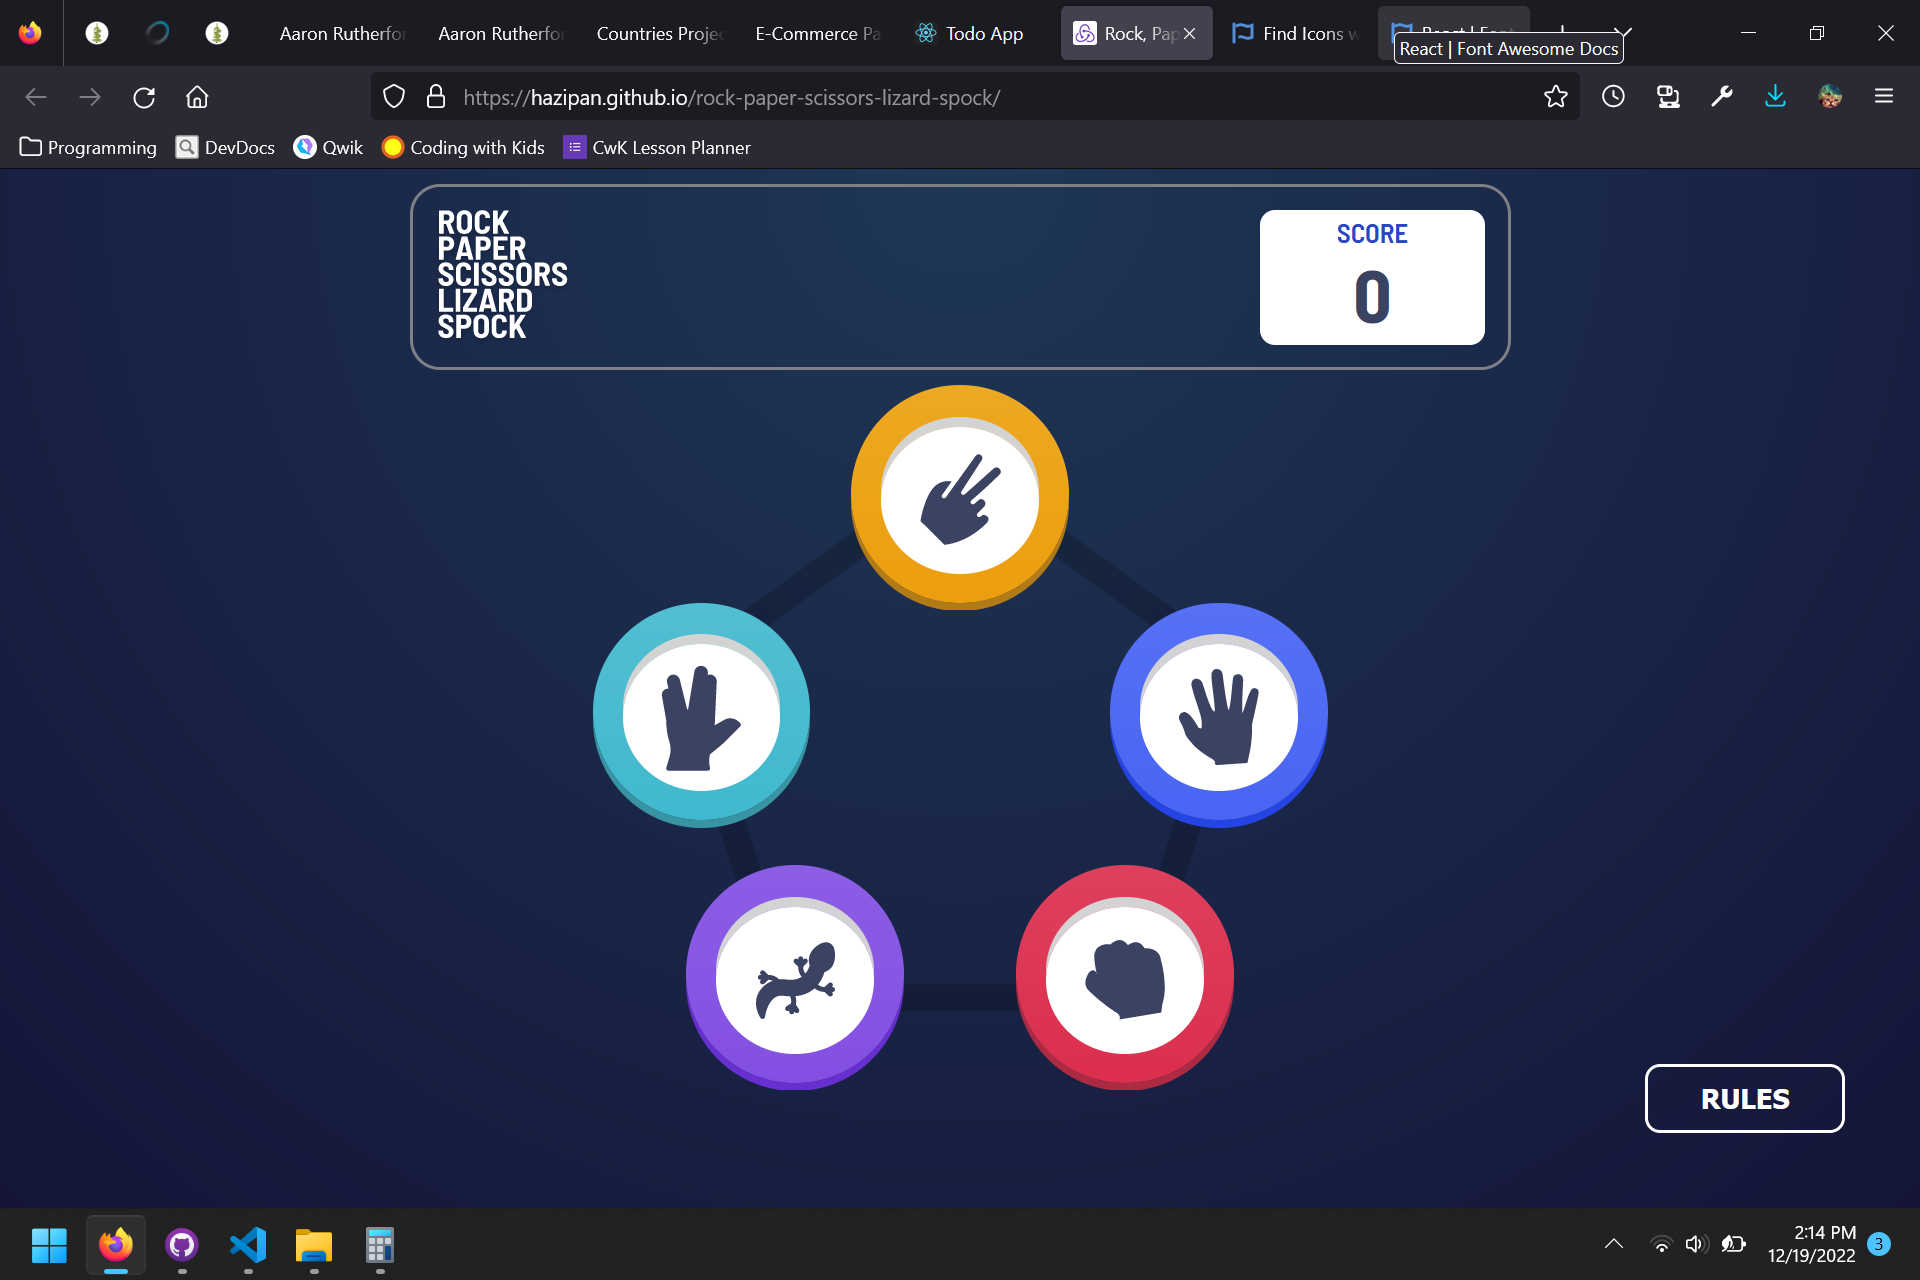 Aaron Rutherfor
Aaron Rutherfor
Countries Projec
E-Commerce Pa
Todo App
Rock, Pap
Find Icons w
React | Font Awesome Docs
https://hazipan.github.io/rock-paper-scissors-lizard-spock/
Programming
DevDocs
Qwik
Coding with Kids
CwK Lesson Planner
ROCK
PAPER
SCISSORS
LIZARD
SPOCK
SCORE
0
RULES
2:14 PM
12/19/2022
3